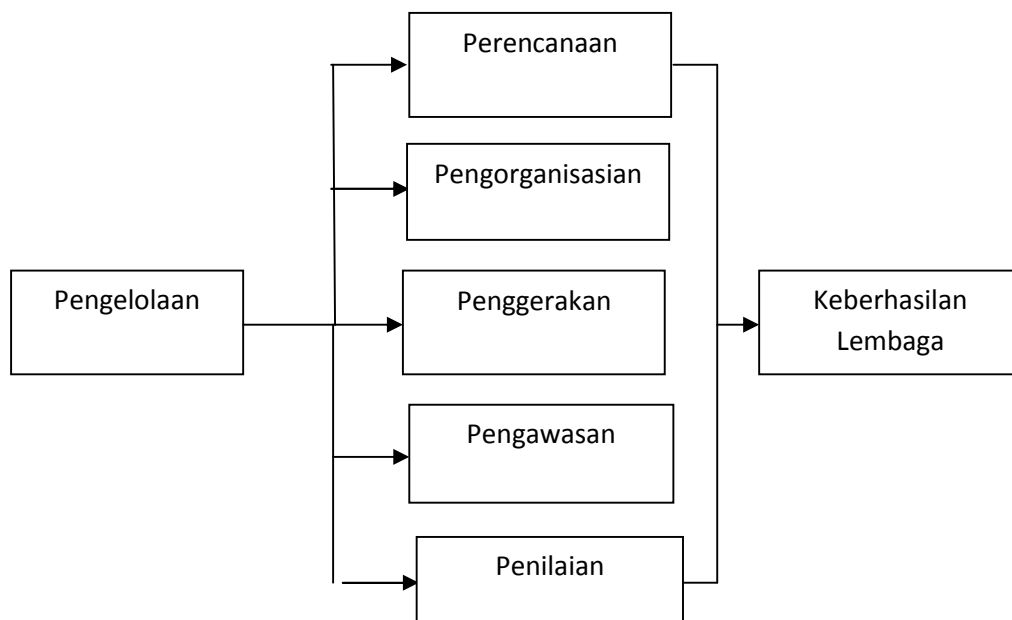 Perencanaan
Pengorganisasian
Pengelolaan
Penggerakan
Keberhasilan
Lembaga
Pengawasan
Penilaian